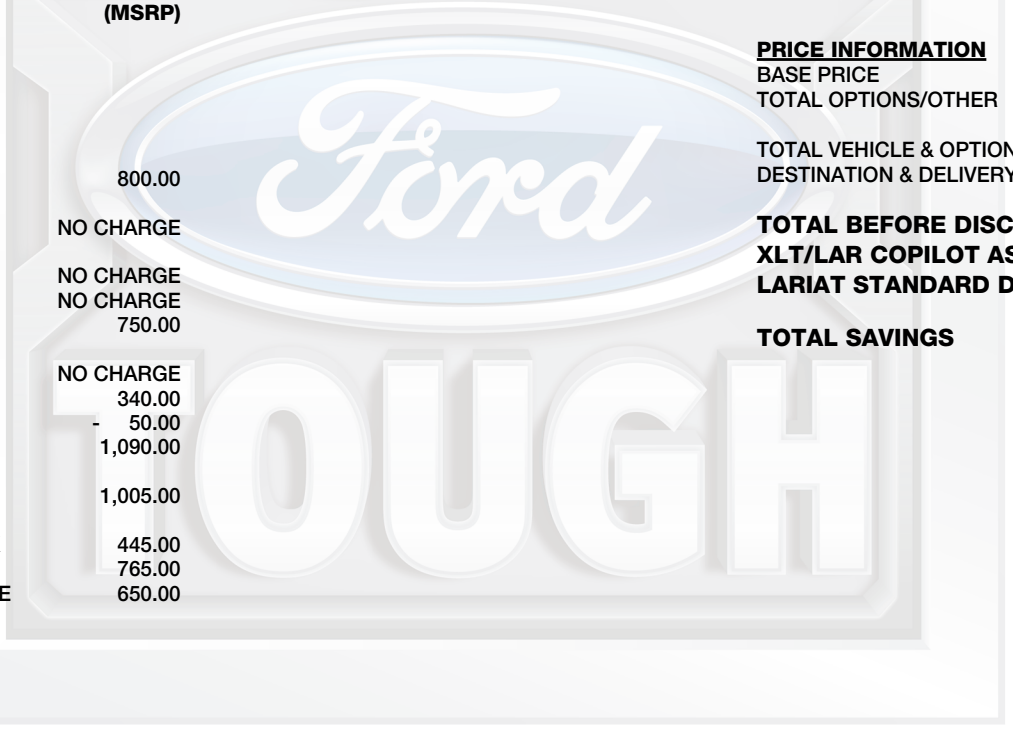 (MSRP)
800.00
NO CHARGE
NO CHARGE
NO CHARGE
750.00
NO CHARGE
340.00
- 50.00
1,090.00
1,005.00
445.00
765.00
E 650.00
PRICE INFORMATION
BASE PRICE
TOTAL OPTIONS/OTHER
TOTAL VEHICLE & OPTION
DESTINATION & DELIVERY
TOTAL BEFORE DISC
XLT/LAR COPILOT AS
LARIAT STANDARD D
TOTAL SAVINGS
Ford
TOUGH